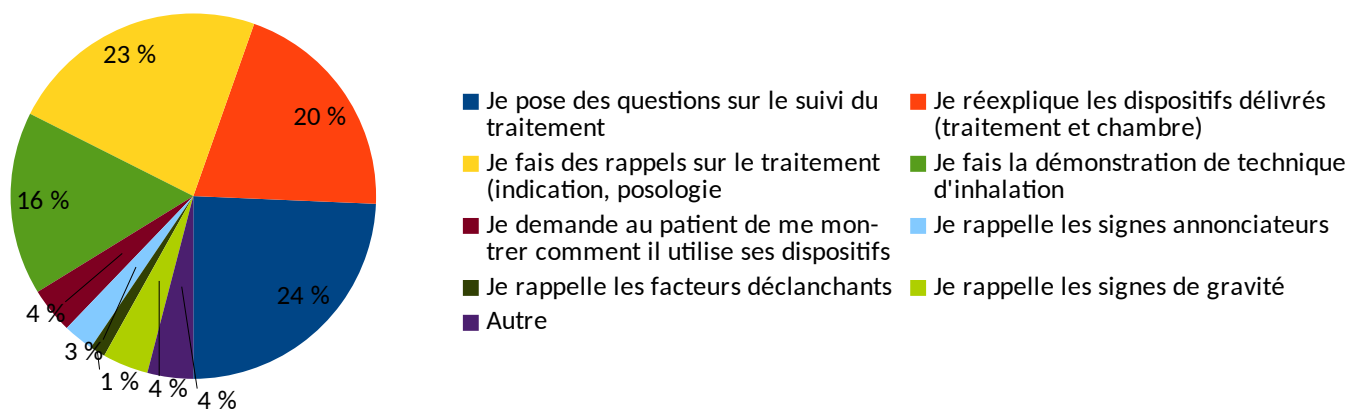 23 %
20 %
16 %
24 %
4 %
3 %
1 %
4 %
4 %
Je pose des questions sur le suivi du
traitement
Je réexplique les dispositifs délivrés
(traitement et chambre)
Je fais des rappels sur le traitement
(indication, posologie
Je fais la démonstration de technique
d'inhalation
Je demande au patient de me mon-
trer comment il utilise ses dispositifs
Je rappelle les signes annonciateurs
Je rappelle les facteurs déclanchants
Je rappelle les signes de gravité
Autre